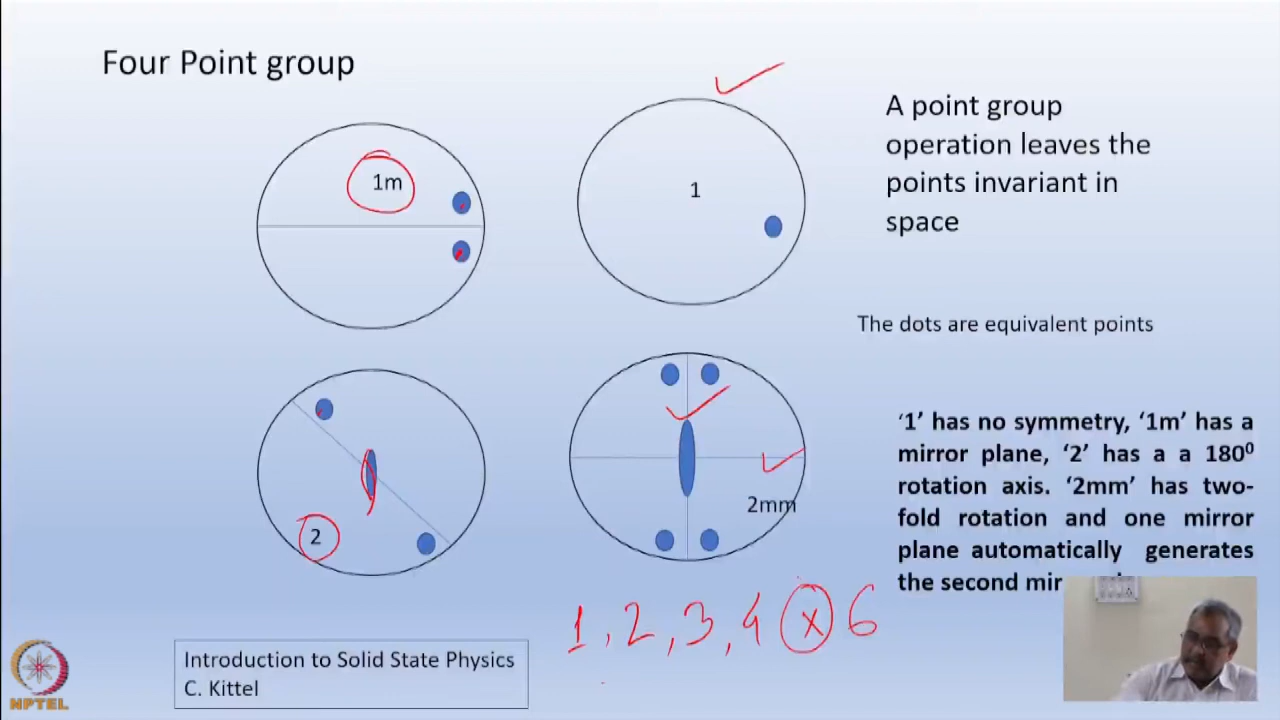 Four Point group
1m
1
A point group
operation leaves the
points invariant in
space
The dots are equivalent points
2
2mm
'1' has no symmetry, '1m' has a
mirror plane, '2' has a a 180⁰
rotation axis. '2mm' has two-
fold rotation and one mirror
plane automatically generates
the second
1, 2, 3, 4 x 6
Introduction to Solid State Physics
C. Kittel
NPTEL